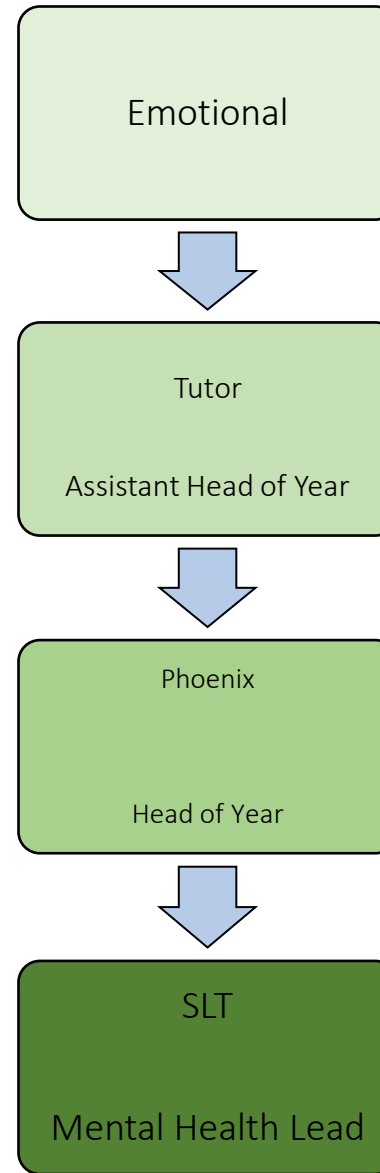 Emotional
Tutor
Assistant Head of Year
Phoenix
Head of Year
SLT
Mental Health Lead